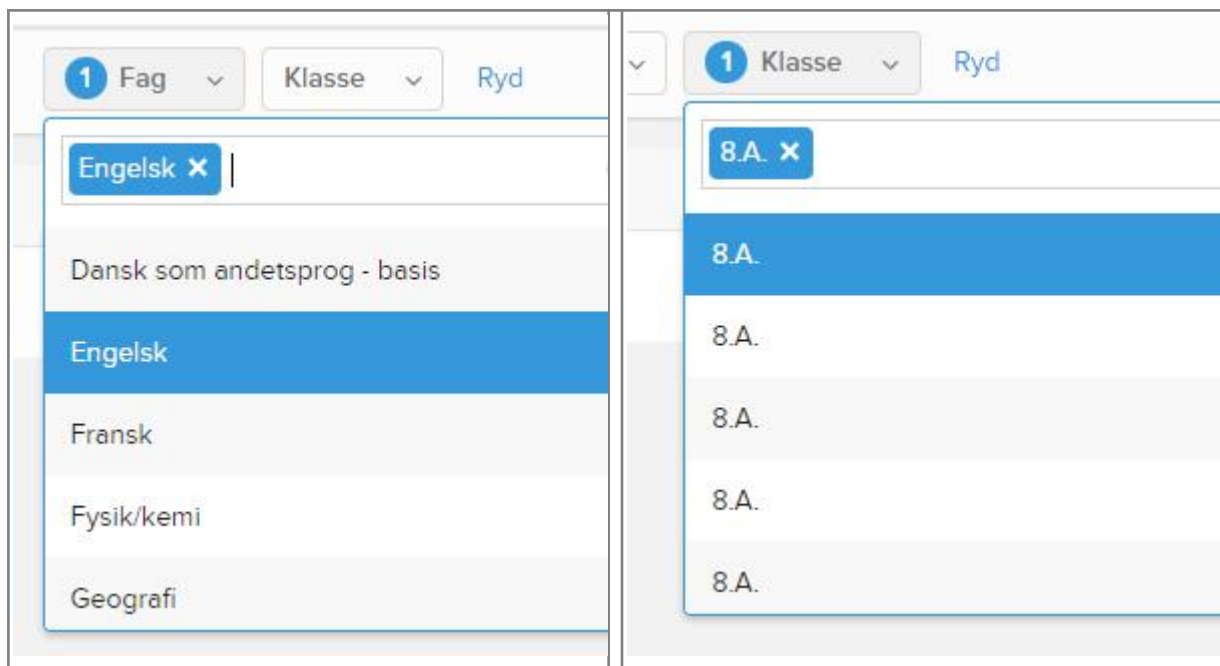 1 Fag Klasse Ryd
Engelsk ×
Dansk som andetsprog - basis
Engelsk
Fransk
Fysik/kemi
Geografi
1 Klasse Ryd
8.A. ×
8.A.
8.A.
8.A.
8.A.
8.A.